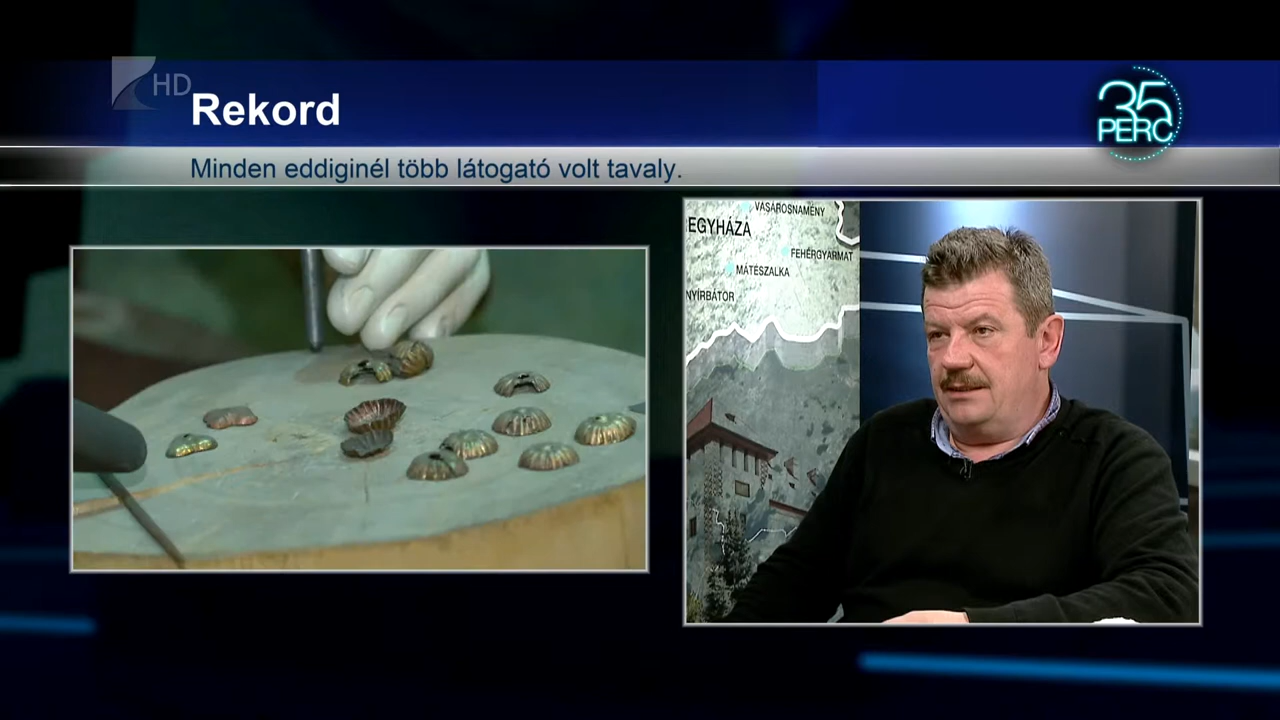 HD
Rekord
35
PERC
Minden eddiginél több látogató volt tavaly.
VÁSÁROSNAMÉNY
EGYHÁZA
FEHÉRGYARMAT
MÁTÉSZALKA
NYÍRBÁTOR